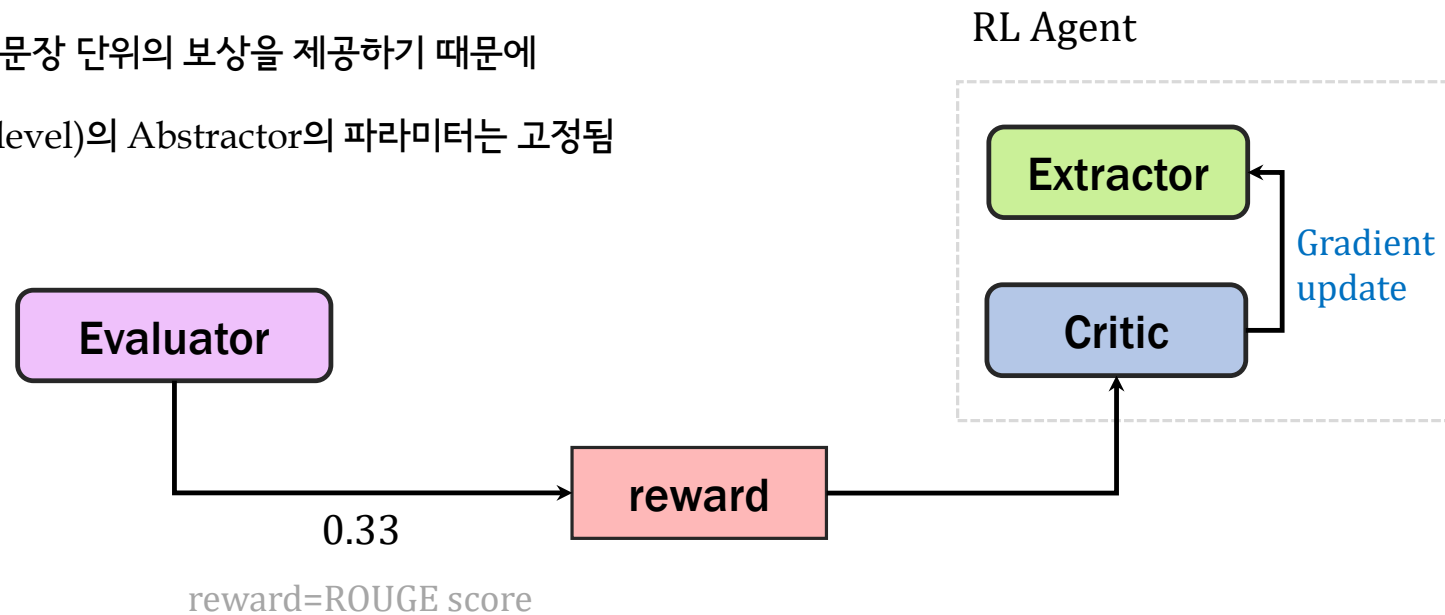 문장 단위의 보상을 제공하기 때문에
level)의 Abstractor의 파라미터는 고정됨
RL Agent
Extractor
Gradient
update
Critic
Evaluator
reward
0.33
reward=ROUGE score